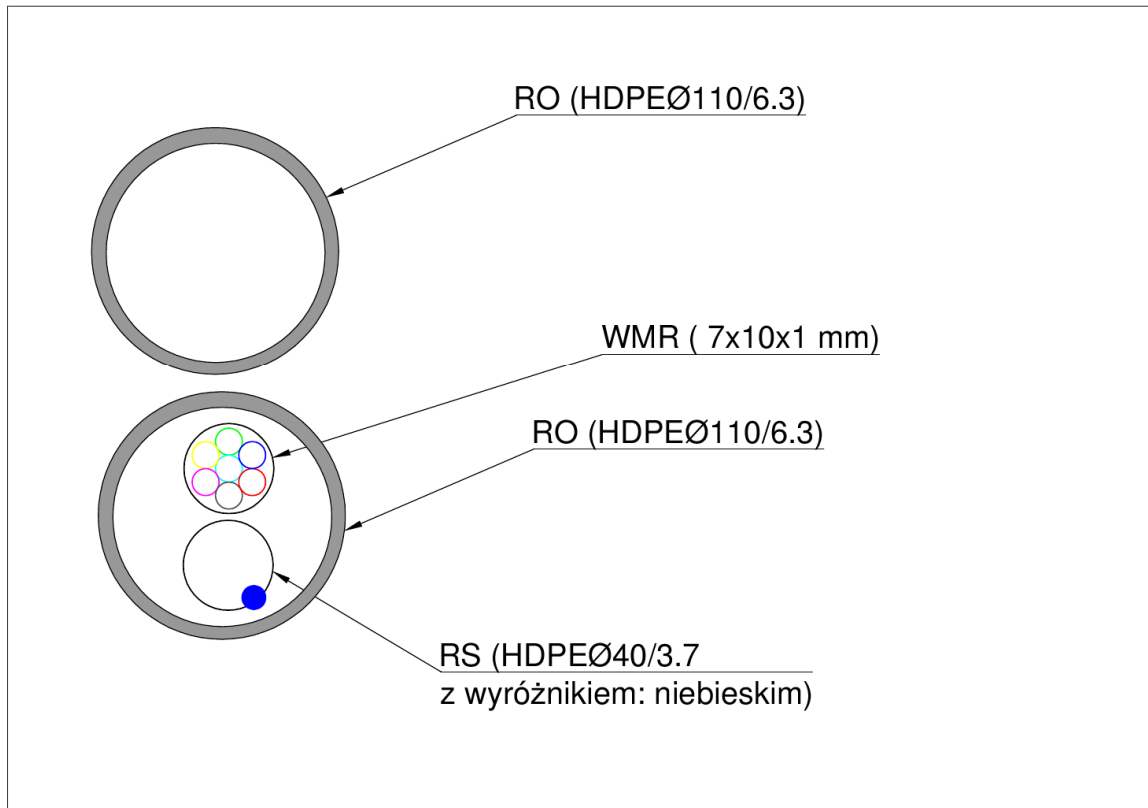 RO (HDPEØ110/6.3)
WMR ( 7x10x1 mm)
RO (HDPEØ110/6.3)
RS (HDPEØ40/3.7
z wyróżnikiem: niebieskim)